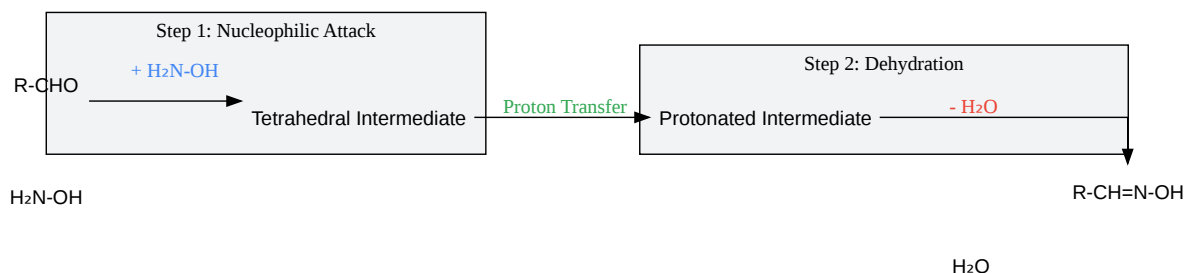 Step 1: Nucleophilic Attack
Step 2: Dehydration
+ H₂N-OH
R-CHO
Tetrahedral Intermediate
Proton Transfer
Protonated Intermediate
- H₂O
H₂N-OH
R-CH=N-OH
H₂O